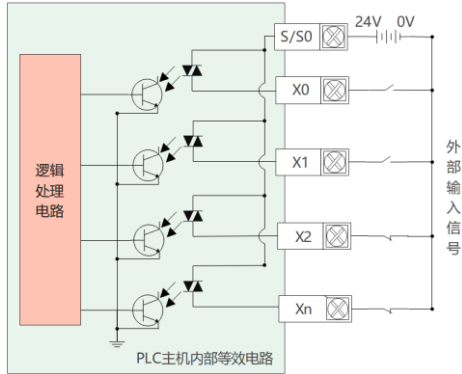 S/S0
24V 0V
X0
X1
X2
Xn
逻辑
处理
电路
外
部
输
入
信
号
PLC主机内部等效电路